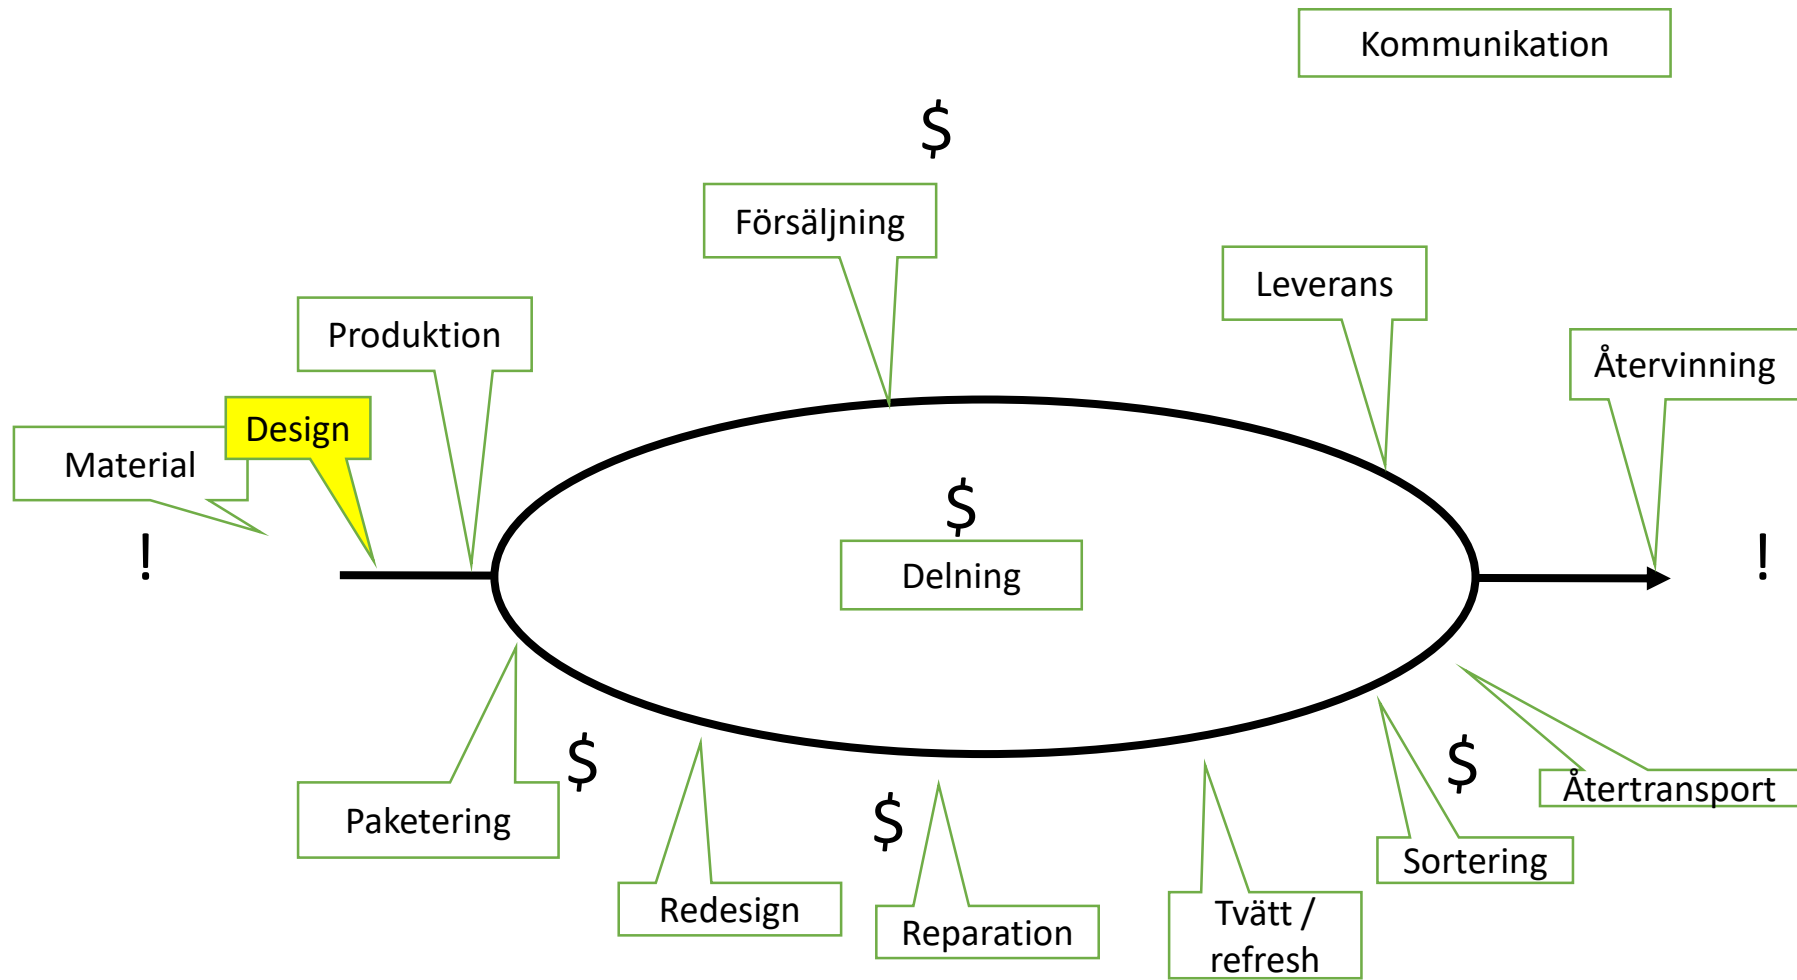 Kommunikation
$
Försäljning
Leverans
Produktion
Återvinning
Design
Material
$
!
!
Delning
$
$
Återtransport
$
Paketering
Sortering
Redesign
Reparation
Tvätt /
refresh